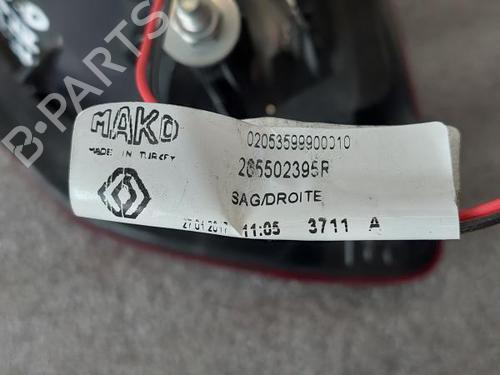 MAKO
MADE IN TURKEY
02053599900010
265502395R
SAG/DROITE
27.01.2017 11:05 3711 A
B-PARTS